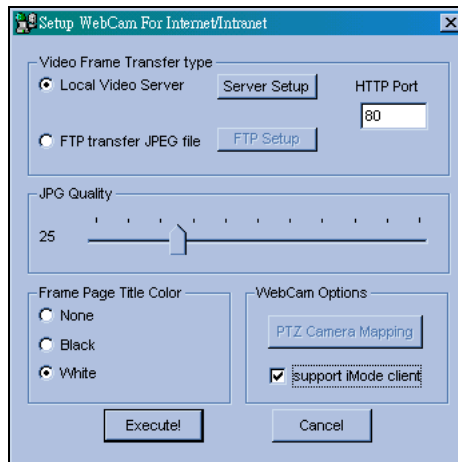 Setup WebCam For Internet/Intranet
Video Frame Transfer type
Local Video Server
Server Setup
HTTP Port
80
FTP transfer JPEG file
FTP Setup
JPG Quality
25
Frame Page Title Color
None
Black
White
WebCam Options
PTZ Camera Mapping
support iMode client
Execute!
Cancel